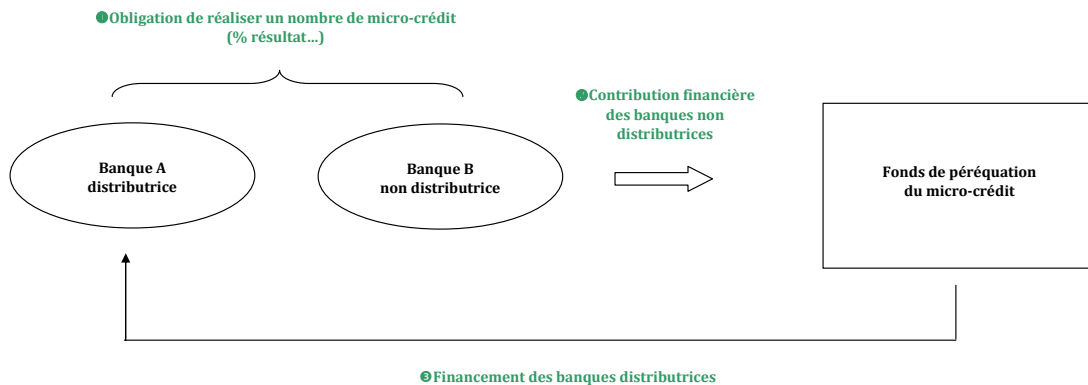 ❶Obligation de réaliser un nombre de micro-crédit
(% résultat…)
❷Contribution financière
des banques non
distributrices
Banque A
distributrice
Banque B
non distributrice
Fonds de péréquation
du micro-crédit
❸Financement des banques distributrices